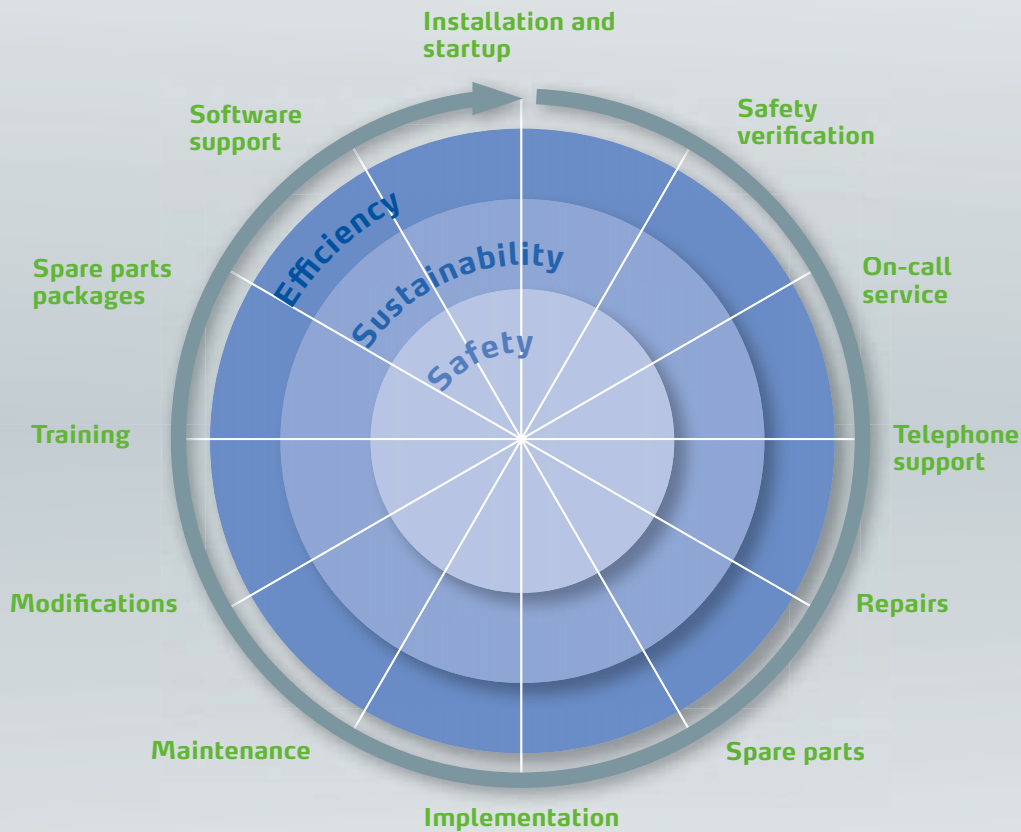 Installation and
startup
Safety
verification
On-call
service
Telephone
support
Repairs
Spare parts
Implementation
Maintenance
Modifications
Training
Spare parts
packages
Software
support
Efficiency
Sustainability
Safety